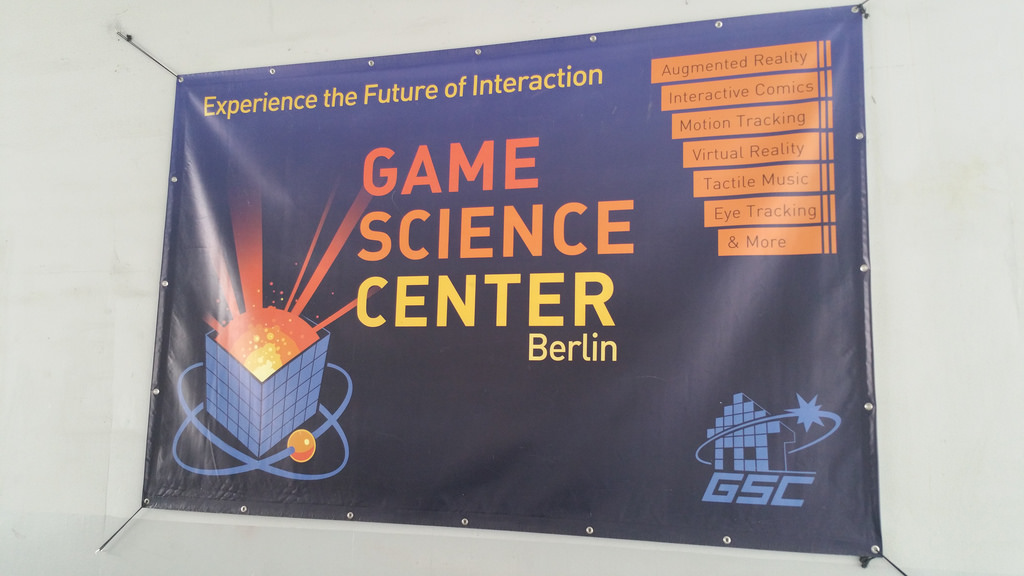 Experience the Future of Interaction
GAME
SCIENCE
CENTER
Berlin
Augmented Reality
Interactive Comics
Motion Tracking
Virtual Reality
Tactile Music
Eye Tracking
& More
GSC